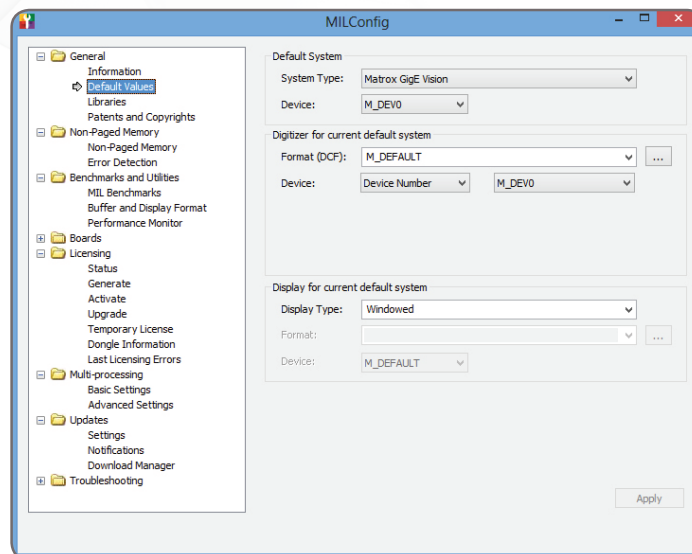 MILConfig
General
Information
Default Values
Libraries
Patents and Copyrights
Non-Paged Memory
Non-Paged Memory
Error Detection
Benchmarks and Utilities
MIL Benchmarks
Buffer and Display Format
Performance Monitor
Boards
Licensing
Status
Generate
Activate
Upgrade
Temporary License
Dongle Information
Last Licensing Errors
Multi-processing
Basic Settings
Advanced Settings
Updates
Settings
Notifications
Download Manager
Troubleshooting
Default System
System Type: Matrox GigE Vision
Device: M_DEV0
Digitizer for current default system
Format (DCF): M_DEFAULT ...
Device: Device Number M_DEV0
Display for current default system
Display Type: Windowed
Format: ...
Device: M_DEFAULT
Apply